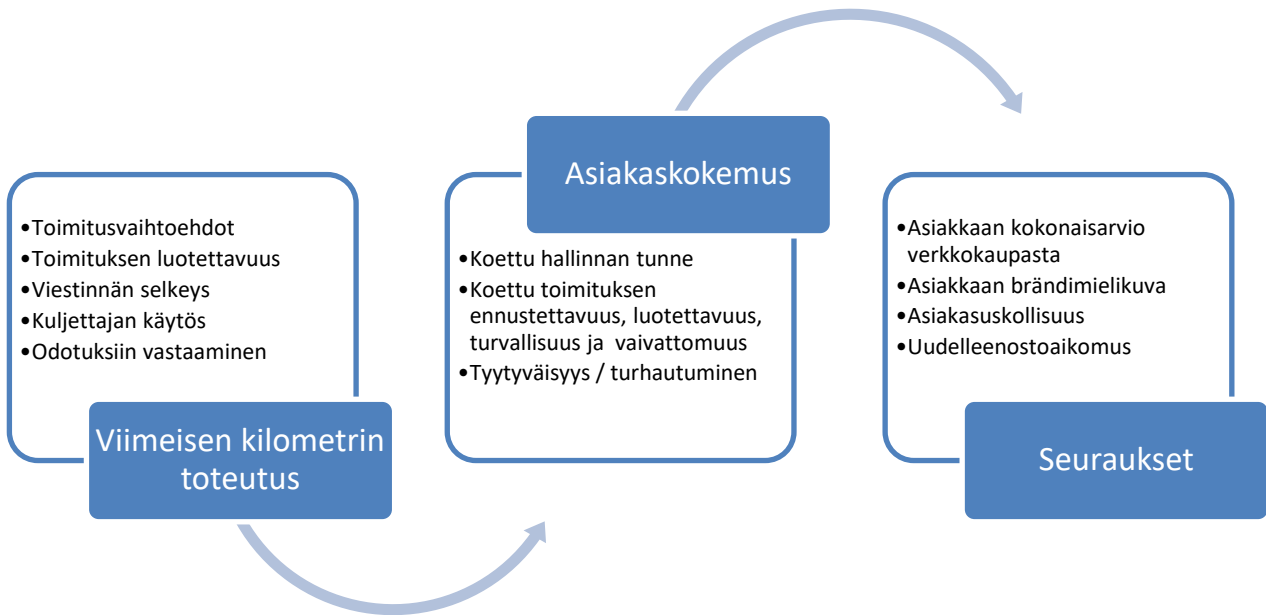 •Toimitusvaihtoehdot
•Toimituksen luotettavuus
•Viestinnän selkeys
•Kuljettajan käytös
•Odotuksiin vastaaminen
Viimeisen kilometrin
toteutus
Asiakaskokemus
•Koettu hallinnan tunne
•Koettu toimituksen
ennustettavuus, luotettavuus,
turvallisuus ja vaivattomuus
•Tyytyväisyys / turhautuminen
•Asiakkaan kokonaisarvio
verkkokaupasta
•Asiakkaan brändimielikuva
•Asiakasuskollisuus
•Uudelleenostoaikomus
Seuraukset